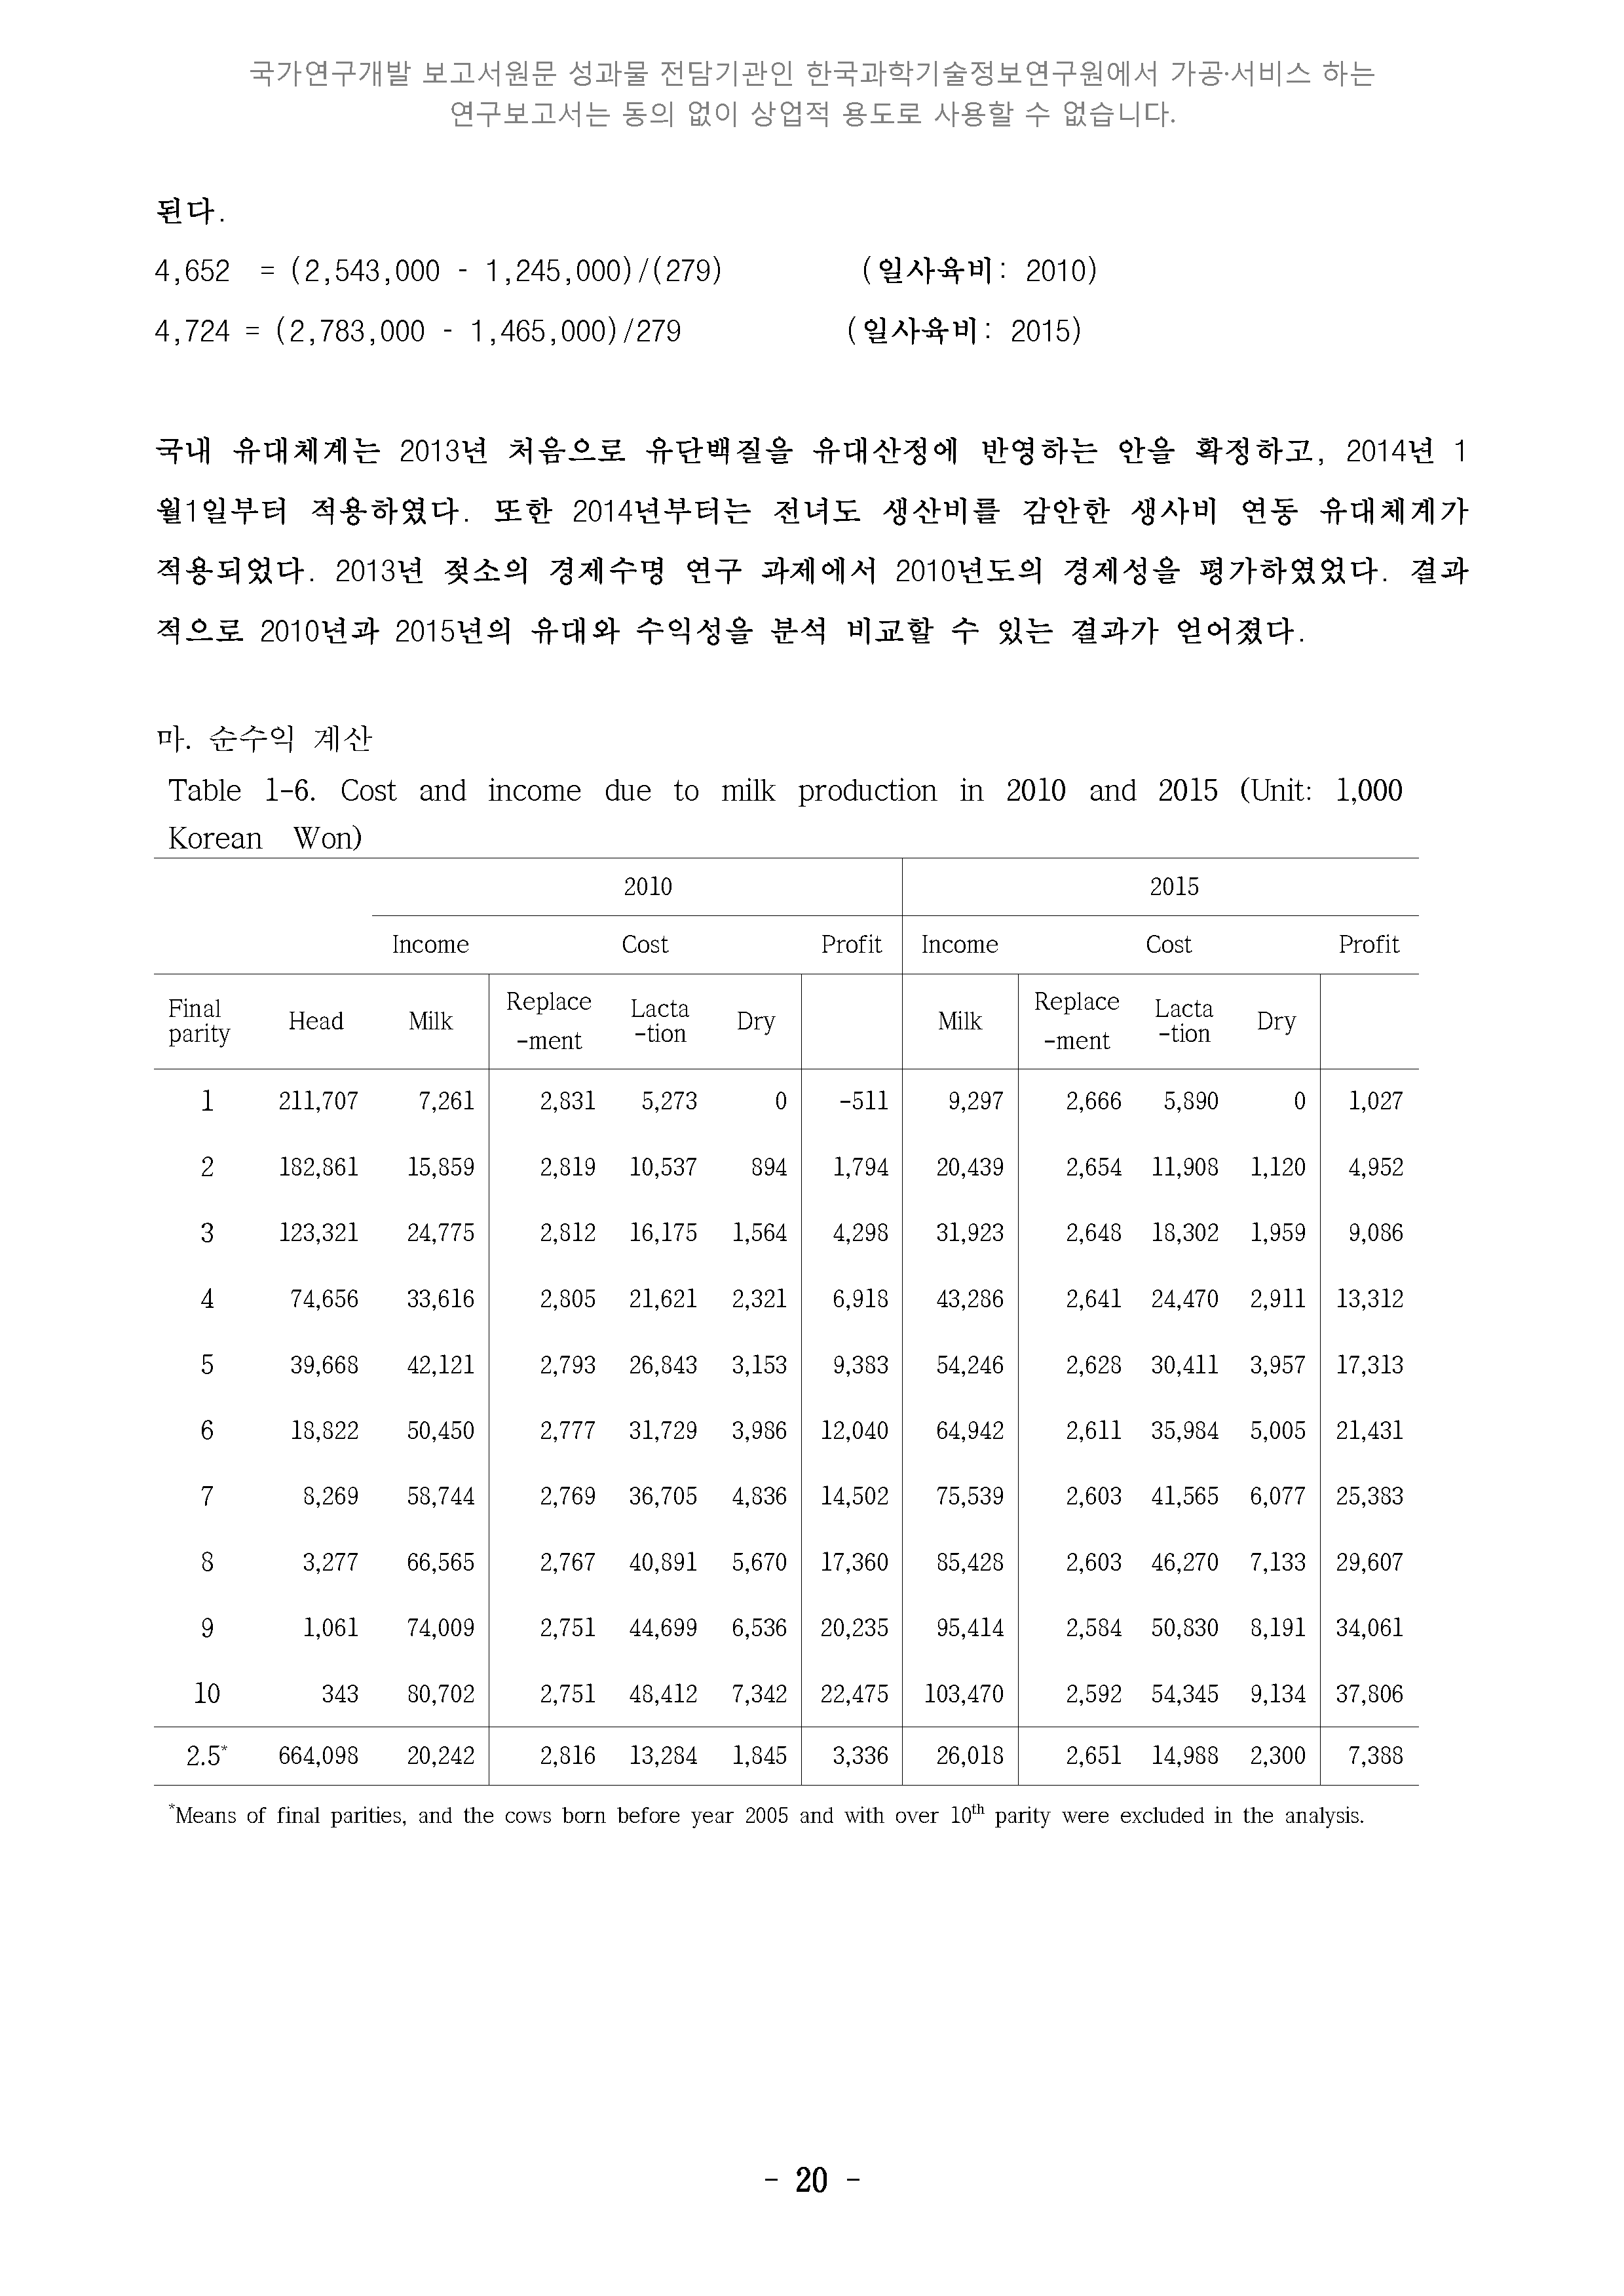 국가연구개발 보고서원문 성과물 전담기관인 한국과학기술정보연구원에서 가공·서비스 하는
연구보고서는 동의 없이 상업적 용도로 사용할 수 없습니다.
된다.
4,652 = (2,543,000 - 1,245,000)/(279) (일사육비: 2010)
4,724 = (2,783,000 - 1,465,000)/279 (일사육비: 2015)
국내 유대체계는 2013년 처음으로 유단백질을 유대산정에 반영하는 안을 확정하고, 2014년 1
월1일부터 적용하였다. 또한 2014년부터는 전녀도 생산비를 감안한 생사비 연동 유대체계가
적용되었다. 2013년 젖소의 경제수명 연구 과제에서 2010년도의 경제성을 평가하였었다. 결과
적으로 2010년과 2015년의 유대와 수익성을 분석 비교할 수 있는 결과가 얻어졌다.
마. 순수익 계산
Table 1-6. Cost and income due to milk production in 2010 and 2015 (Unit: 1,000
Korean Won)
2010 2015
Income Cost Profit Income Cost Profit
Final parity Head Milk Replace-ment Lacta-tion Dry Milk Replace-ment Lacta-tion Dry
1 211,707 7,261 2,831 5,273 0 -511 9,297 2,666 5,890 0 1,027
2 182,861 15,859 2,819 10,537 894 1,794 20,439 2,654 11,908 1,120 4,952
3 123,321 24,775 2,812 16,175 1,564 4,298 31,923 2,648 18,302 1,959 9,086
4 74,656 33,616 2,805 21,621 2,321 6,918 43,286 2,641 24,470 2,911 13,312
5 39,668 42,121 2,793 26,843 3,153 9,383 54,246 2,628 30,411 3,957 17,313
6 18,822 50,450 2,777 31,729 3,986 12,040 64,942 2,611 35,984 5,005 21,431
7 8,269 58,744 2,769 36,705 4,836 14,502 75,539 2,603 41,565 6,077 25,383
8 3,277 66,565 2,767 40,891 5,670 17,360 85,428 2,603 46,270 7,133 29,607
9 1,061 74,009 2,751 44,699 6,536 20,235 95,414 2,584 50,830 8,191 34,061
10 343 80,702 2,751 48,412 7,342 22,475 103,470 2,592 54,345 9,134 37,806
2.5* 664,098 20,242 2,816 13,284 1,845 3,336 26,018 2,651 14,988 2,300 7,388
*Means of final parities, and the cows born before year 2005 and with over 10th parity were excluded in the analysis.
- 20 -